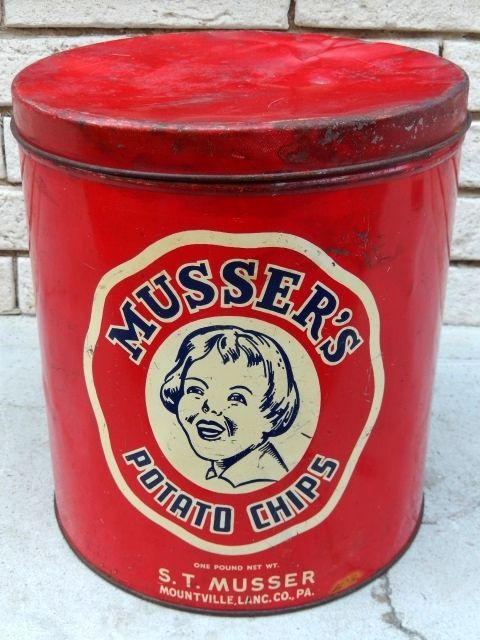 MUSSER'S
POTATO CHIPS
ONE POUND NET WT.
S. T. MUSSER
MOUNTVILLE, LANC. CO., PA.